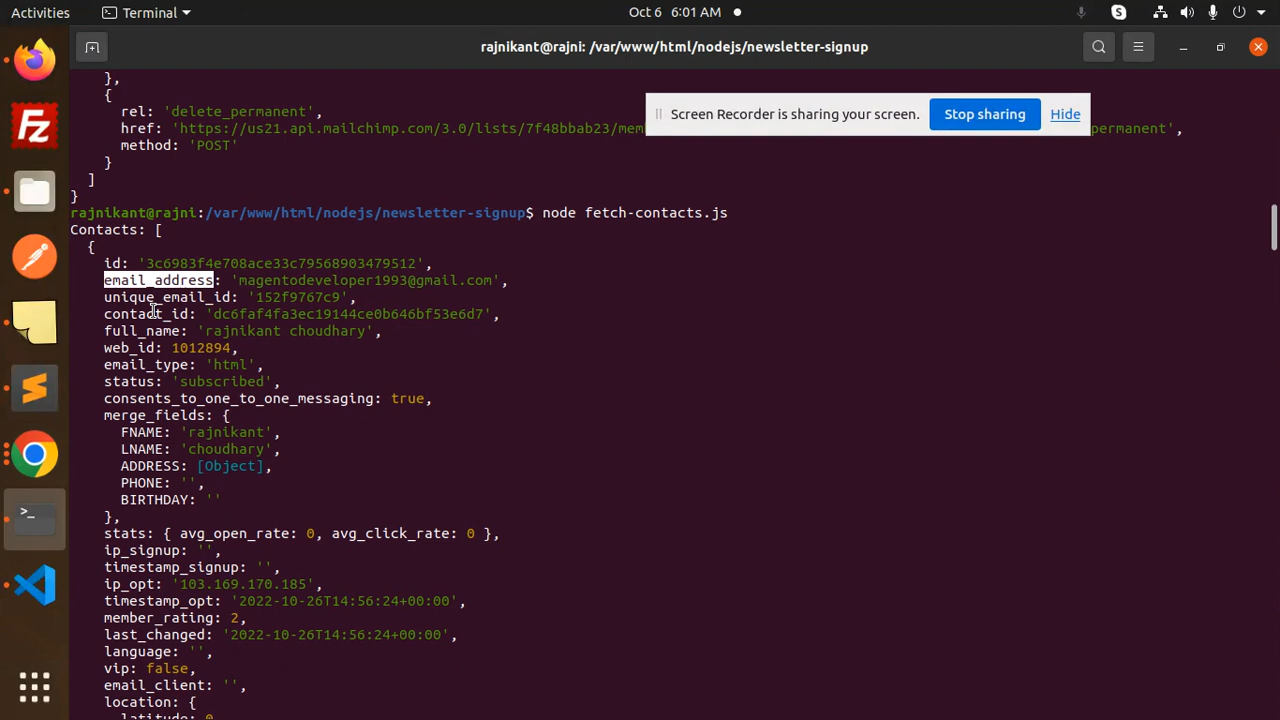 Activities
Terminal
Oct 6 6:01 AM
rajnikant@rajni: /var/www/html/nodejs/newsletter-signup
},
{
rel: 'delete_permanent',
href: 'https://us21.api.mailchimp.com/3.0/lists/7f48bbab23/mem permanent',
Screen Recorder is sharing your screen.
Stop sharing
Hide
method: 'POST'
}
]
}
rajnikant@rajni:/var/www/html/nodejs/newsletter-signup$ node fetch-contacts.js
Contacts: [
{
id: '3c6983f4e708ace33c79568903479512',
email_address: 'magentodeveloper1993@gmail.com',
unique_email_id: '152f9767c9',
contact_id: 'dc6faf4fa3ec19144ce0b646bf53e6d7',
full_name: 'rajnikant choudhary',
web_id: 1012894,
email_type: 'html',
status: 'subscribed',
consents_to_one_to_one_messaging: true,
merge_fields: {
FNAME: 'rajnikant',
LNAME: 'choudhary',
ADDRESS: [Object],
PHONE: '',
BIRTHDAY: ''
},
stats: { avg_open_rate: 0, avg_click_rate: 0 },
ip_signup: '',
timestamp_signup: '',
ip_opt: '103.169.170.185',
timestamp_opt: '2022-10-26T14:56:24+00:00',
member_rating: 2,
last_changed: '2022-10-26T14:56:24+00:00',
language: '',
vip: false,
email_client: '',
location: {
latitude: 0,